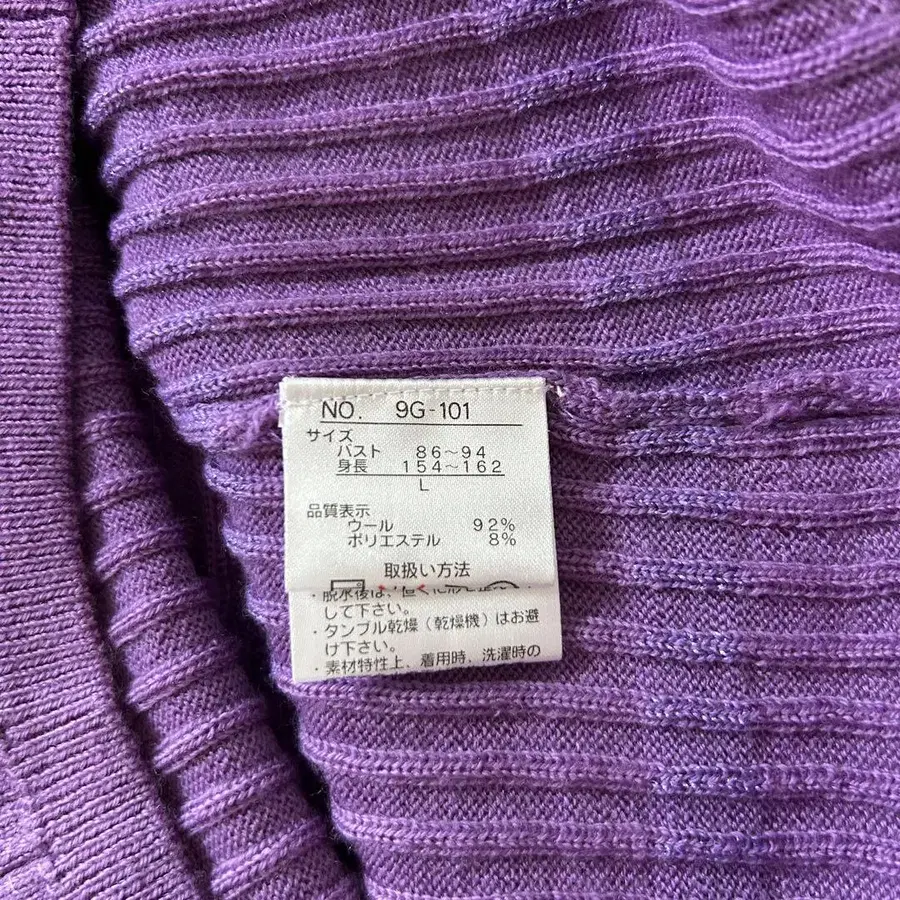 NO. 9G-101
サイズ
バスト 86～94
身長 154～162
L
品質表示
ウール 92%
ポリエステル 8%
取扱い方法
・脱水後は
して下さい。
・タンブル乾燥（乾燥機）はお避
け下さい。
・素材特性上、着用時、洗濯時の